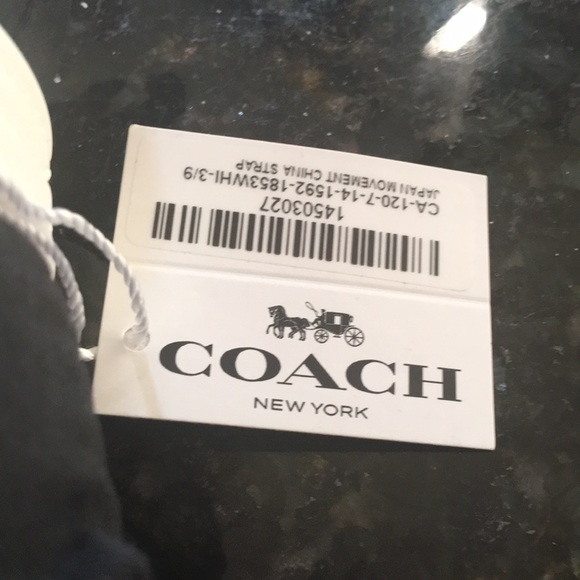 JAPAN MOVEMENT CHINA STRAP
CA-120-7-14-1592-1853WHI-3/9
14503027
COACH
NEW YORK